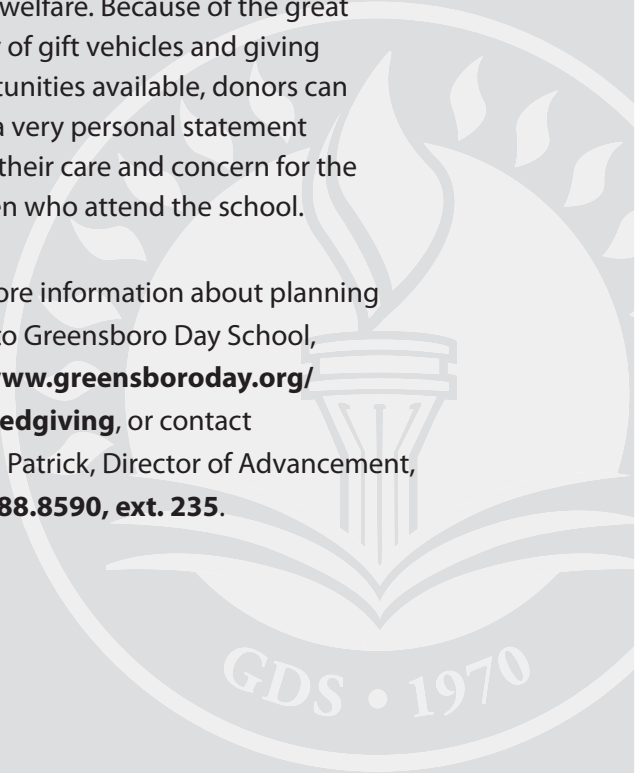 welfare. Because of the great
of gift vehicles and giving
tunities available, donors can
a very personal statement
their care and concern for the
en who attend the school.
ore information about planning
to Greensboro Day School,
ww.greensboroday.org/
edgiving, or contact
Patrick, Director of Advancement,
88.8590, ext. 235.
GDS • 1970